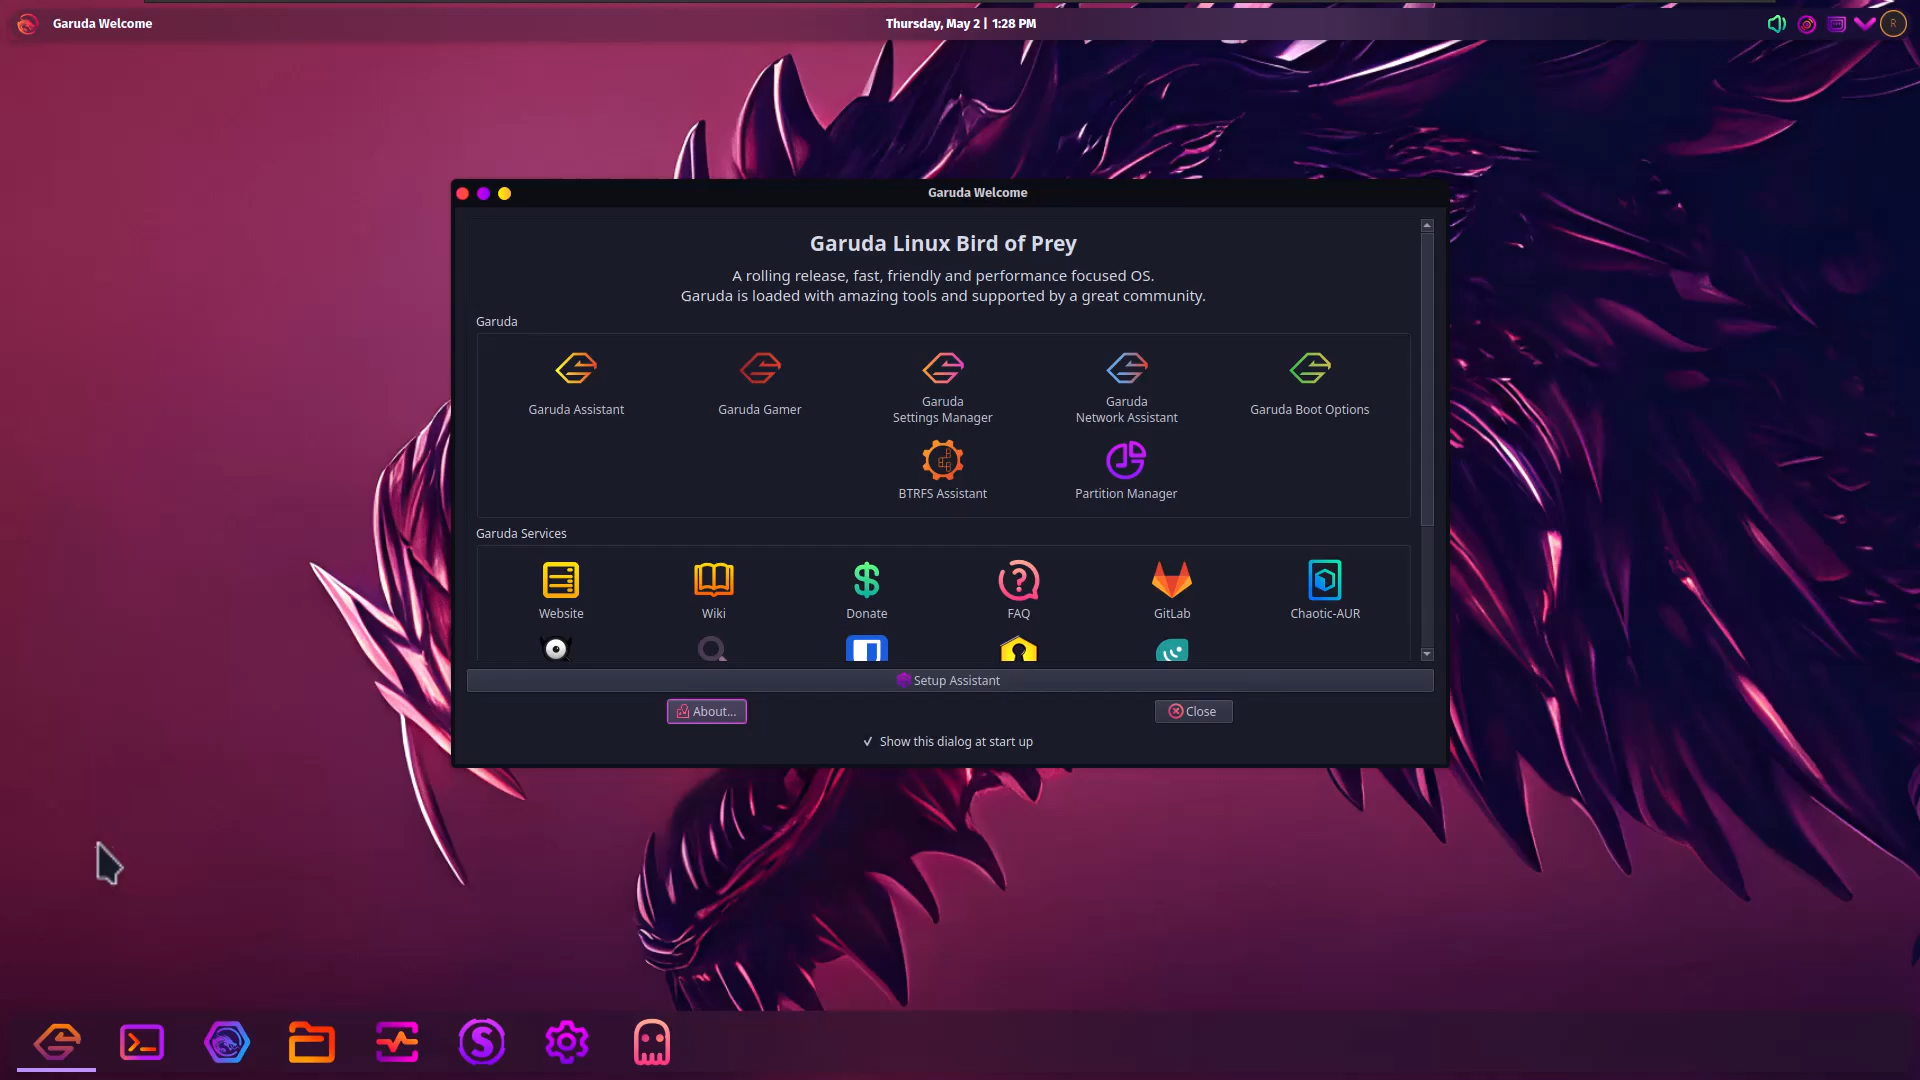 Garuda Welcome
Thursday, May 2 | 1:28 PM
R
Garuda Welcome
Garuda Linux Bird of Prey
A rolling release, fast, friendly and performance focused OS.
Garuda is loaded with amazing tools and supported by a great community.
Garuda
Garuda Assistant
Garuda Gamer
Garuda
Settings Manager
Garuda
Network Assistant
Garuda Boot Options
BTRFS Assistant
Partition Manager
Garuda Services
Website
Wiki
Donate
FAQ
GitLab
Chaotic-AUR
Setup Assistant
About...
Close
Show this dialog at start up